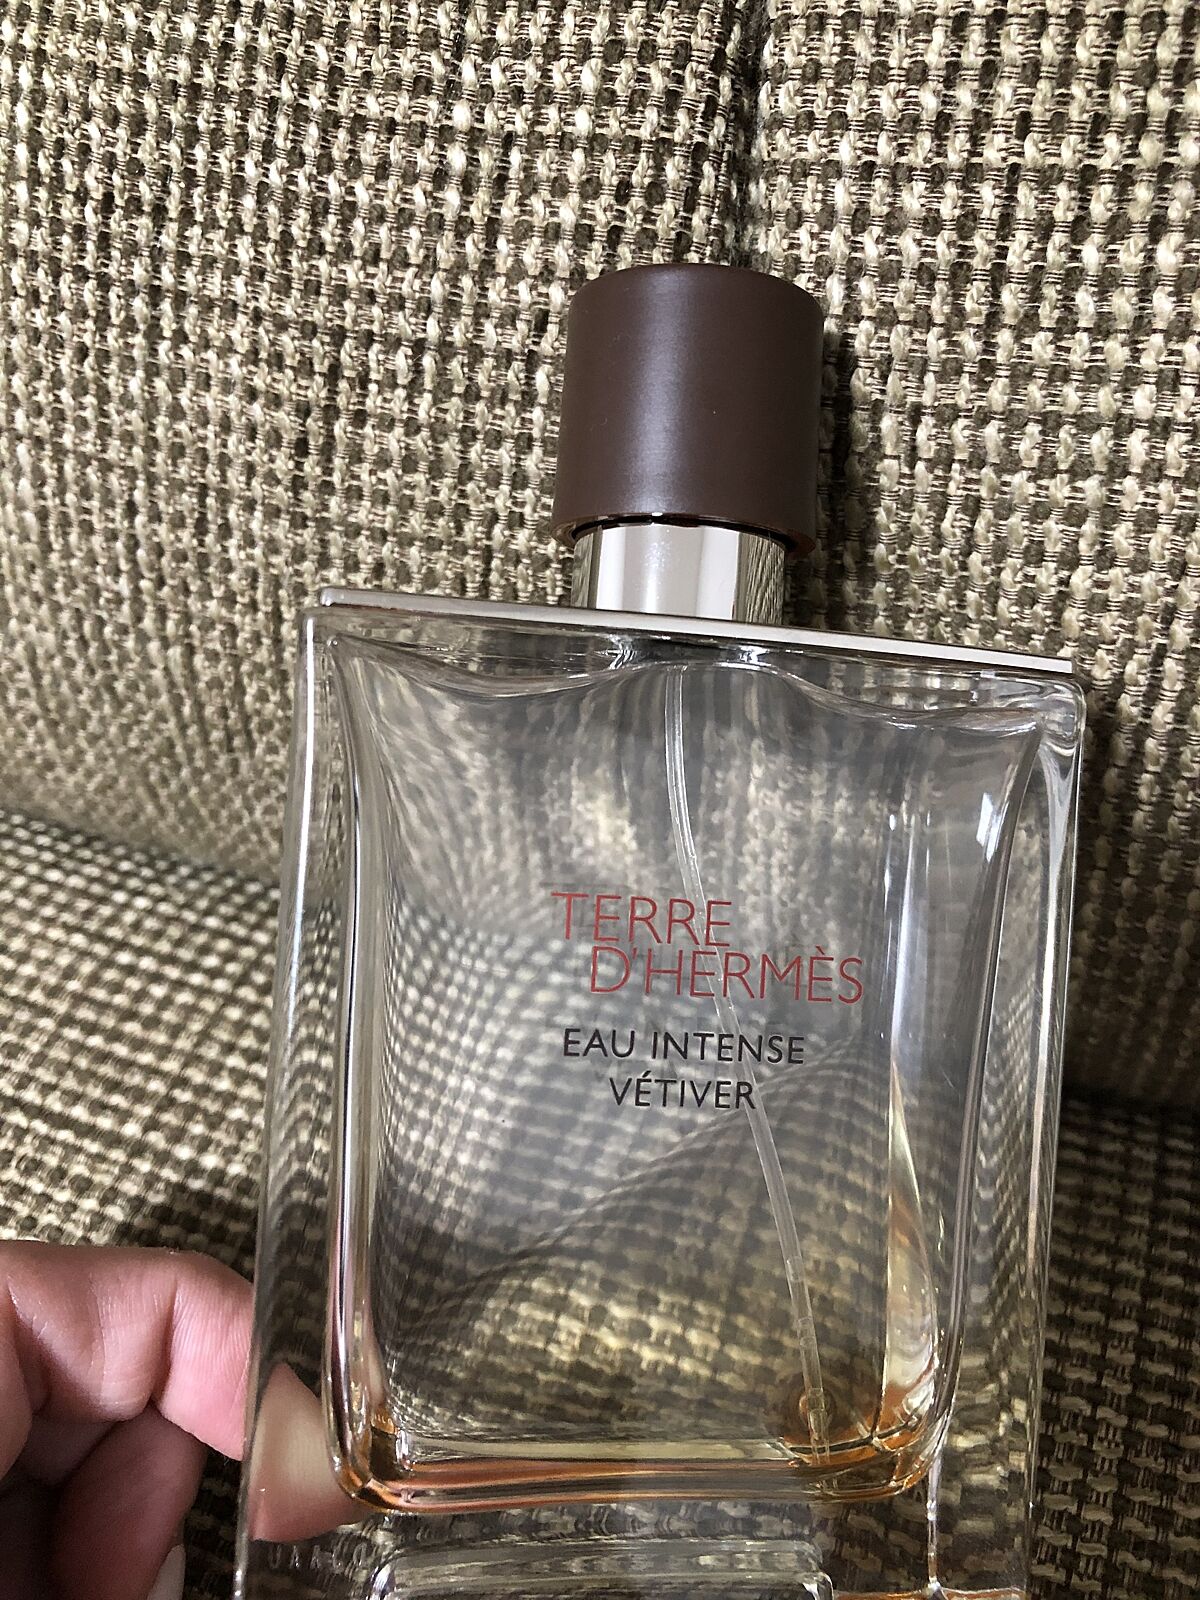 TERRE
D'HERMÈS
EAU INTENSE
VÉTIVER